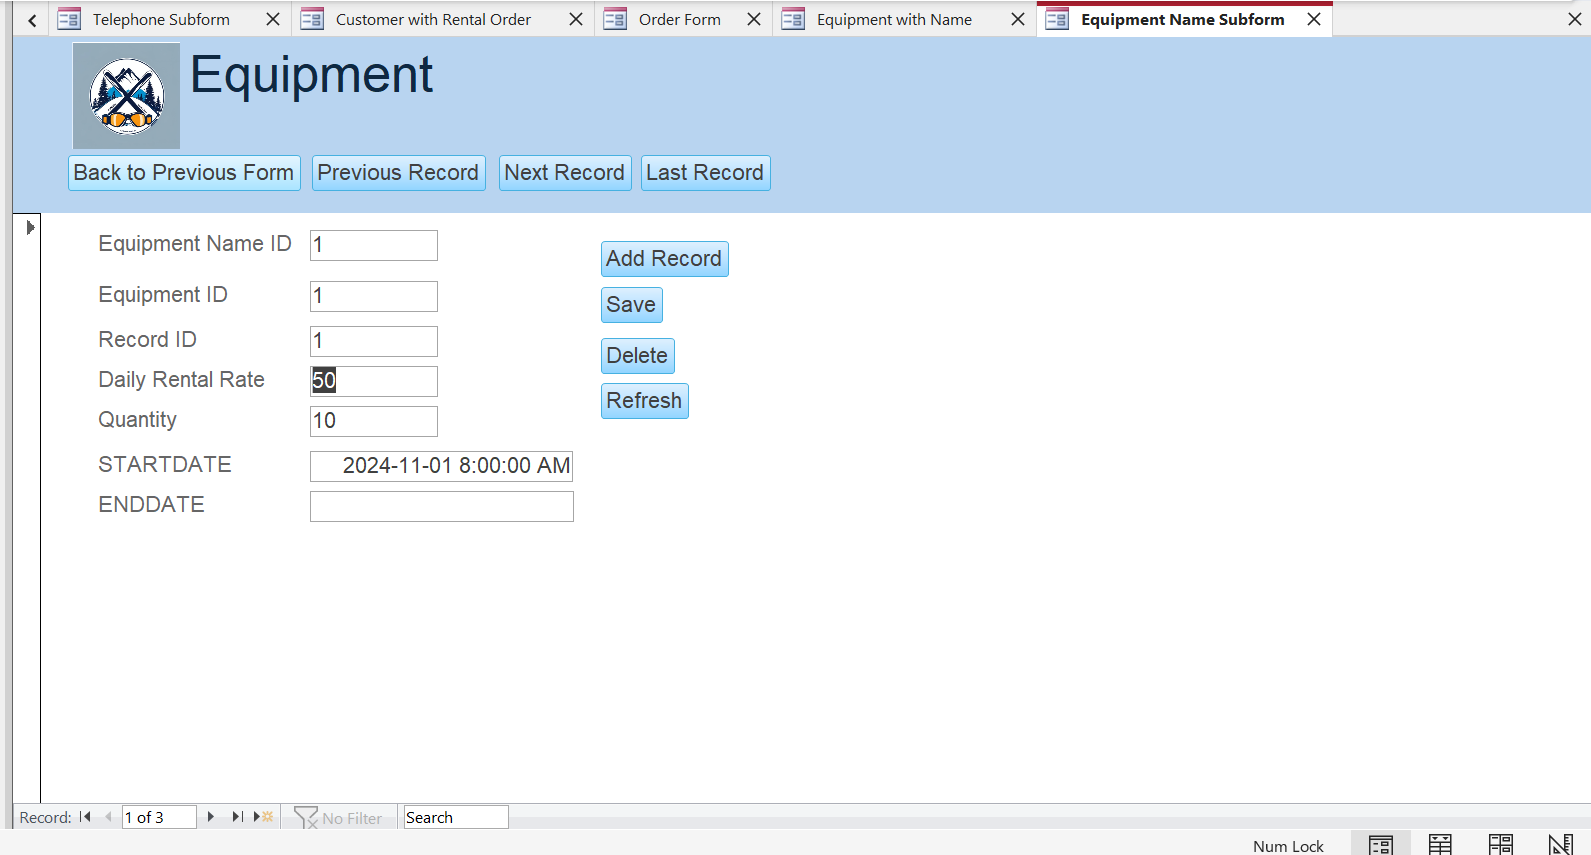 Telephone Subform Customer with Rental Order Order Form Equipment with Name Equipment Name Subform
Equipment
Back to Previous Form Previous Record Next Record Last Record
Equipment Name ID 1
Add Record
Equipment ID 1
Save
Record ID 1
Delete
Daily Rental Rate 50
Refresh
Quantity 10
STARTDATE 2024-11-01 8:00:00 AM
ENDDATE
Record: 1 of 3 No Filter Search
Num Lock